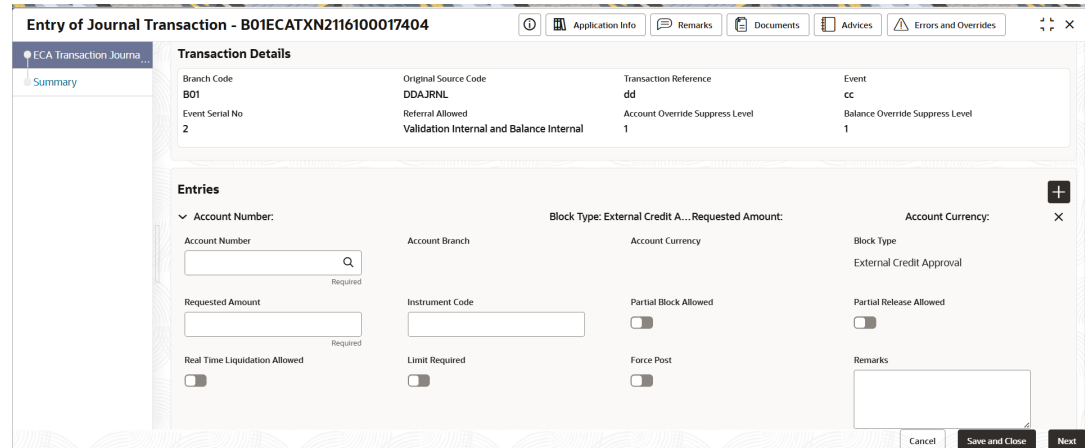 Entry of Journal Transaction - B01ECATXN2116100017404
Application Info
Remarks
Documents
Advices
Errors and Overrides
ECA Transaction Journa...
Summary
Transaction Details
Branch Code Original Source Code Transaction Reference Event
B01 DDAJRNL dd cc
Event Serial No Referral Allowed Account Override Suppress Level Balance Override Suppress Level
2 Validation Internal and Balance Internal 1 1
Entries
Account Number: Block Type: External Credit A... Requested Amount: Account Currency:
Account Number Account Branch Account Currency Block Type
External Credit Approval
Required
Requested Amount Instrument Code Partial Block Allowed Partial Release Allowed
Required
Real Time Liquidation Allowed Limit Required Force Post Remarks
Cancel Save and Close Next